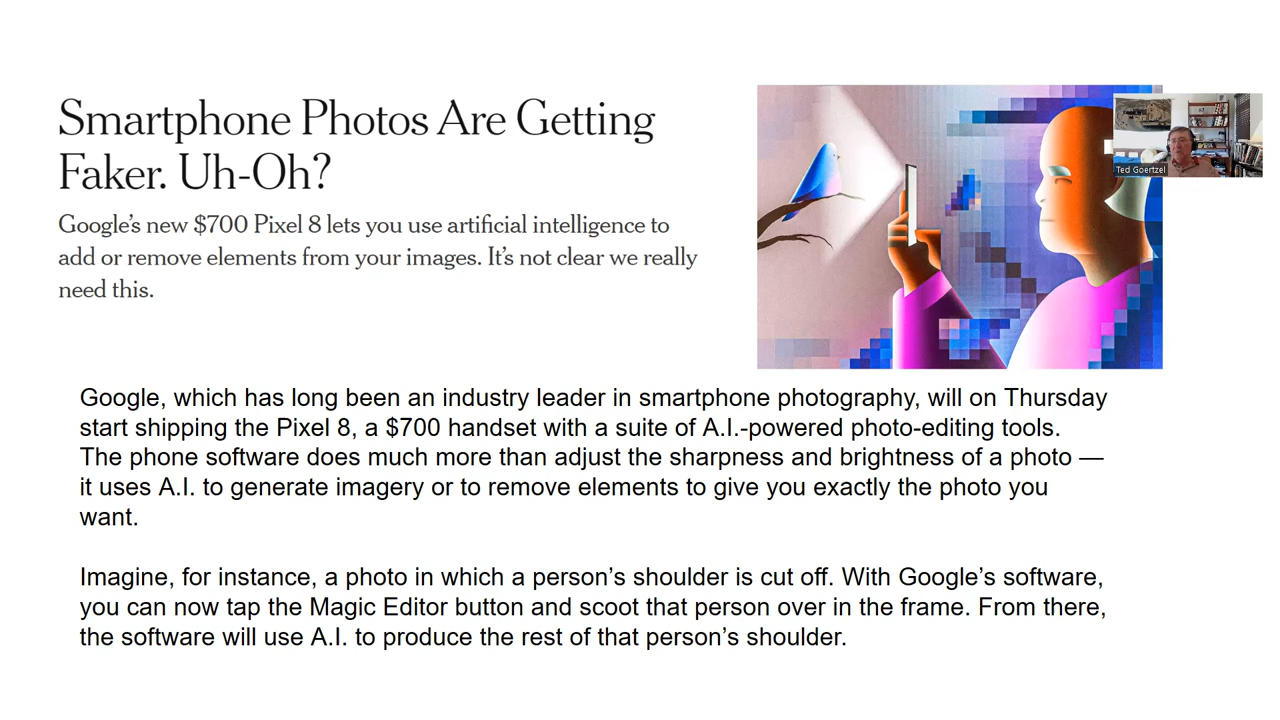 Smartphone Photos Are Getting
Faker. Uh-Oh?
Google’s new $700 Pixel 8 lets you use artificial intelligence to
add or remove elements from your images. It’s not clear we really
need this.
Ted Goertzel
Google, which has long been an industry leader in smartphone photography, will on Thursday
start shipping the Pixel 8, a $700 handset with a suite of A.I.-powered photo-editing tools.
The phone software does much more than adjust the sharpness and brightness of a photo —
it uses A.I. to generate imagery or to remove elements to give you exactly the photo you
want.
Imagine, for instance, a photo in which a person’s shoulder is cut off. With Google’s software,
you can now tap the Magic Editor button and scoot that person over in the frame. From there,
the software will use A.I. to produce the rest of that person’s shoulder.